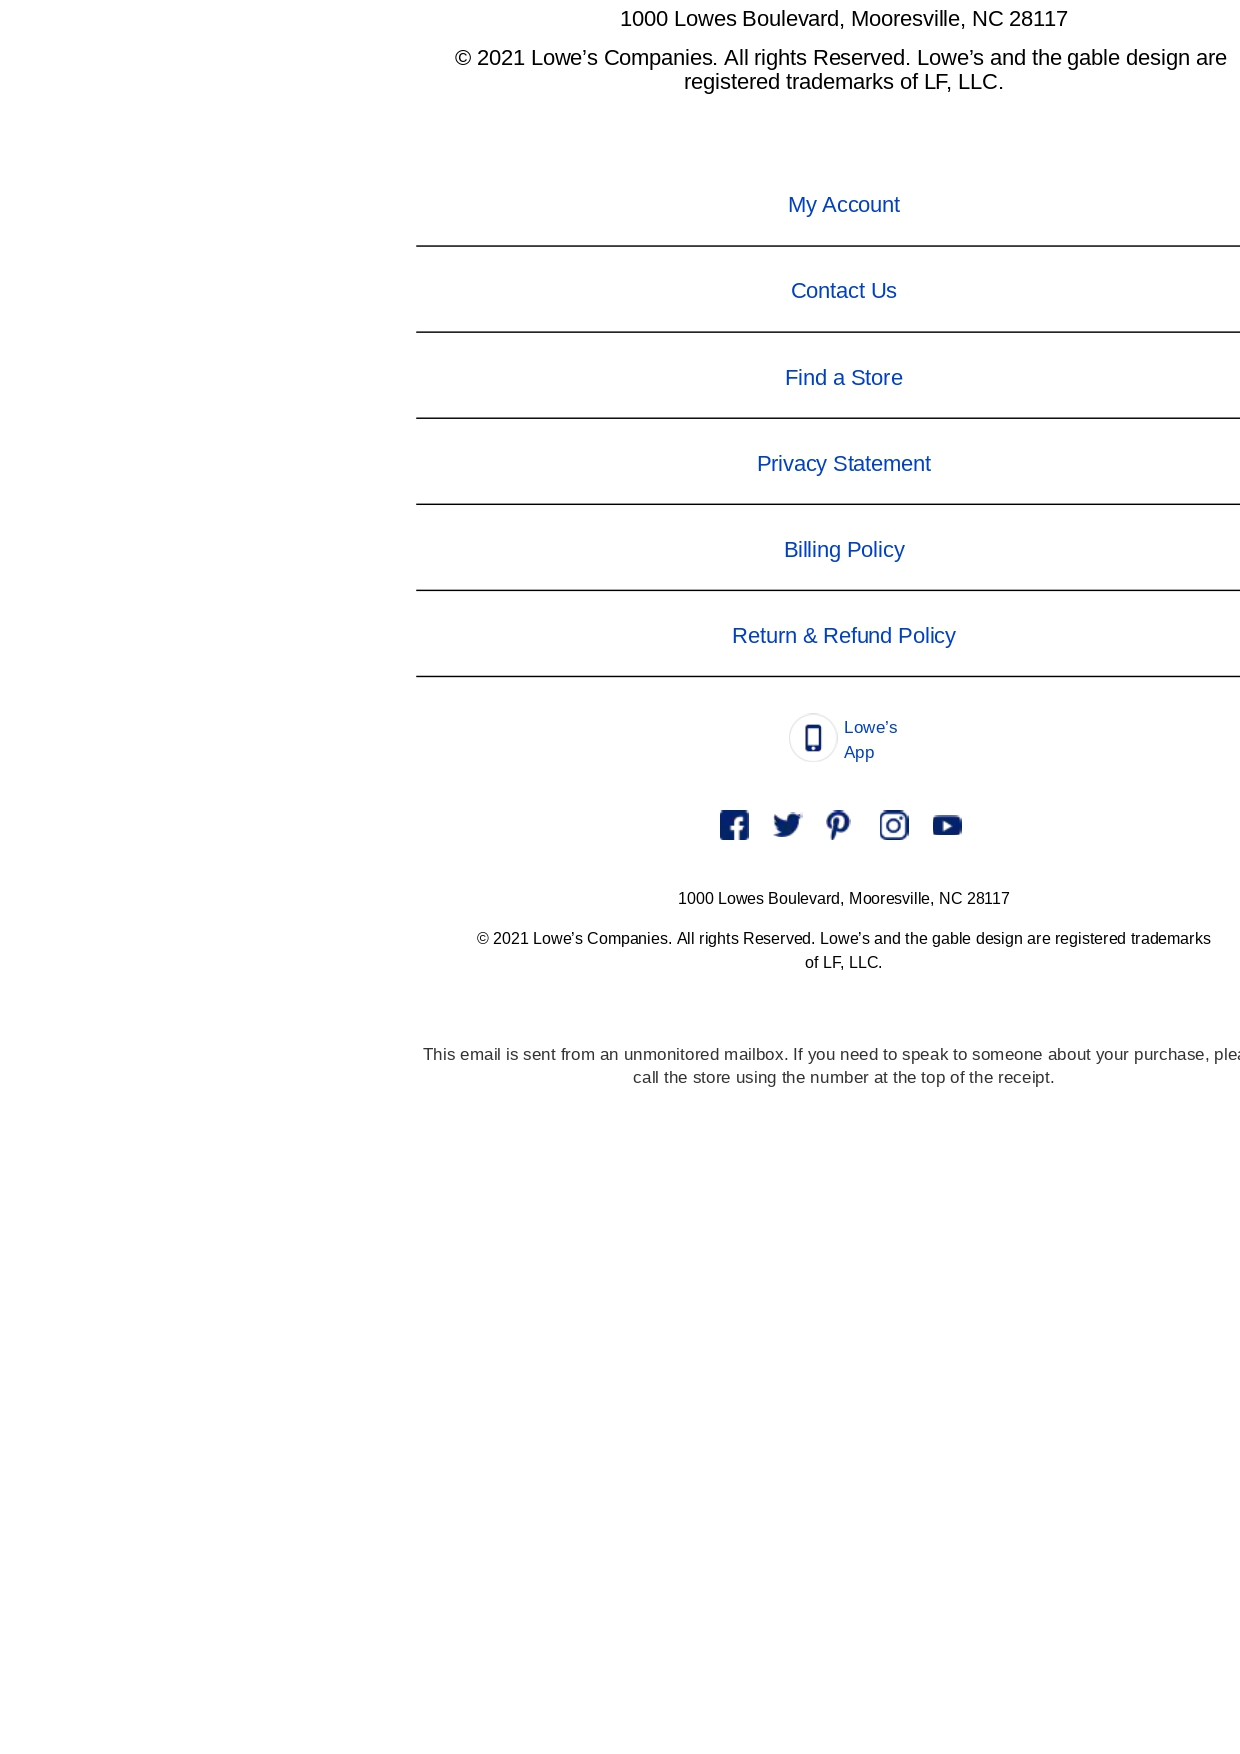 1000 Lowes Boulevard, Mooresville, NC 28117
© 2021 Lowe’s Companies. All rights Reserved. Lowe’s and the gable design are
registered trademarks of LF, LLC.
My Account
Contact Us
Find a Store
Privacy Statement
Billing Policy
Return & Refund Policy
Lowe’s
App
1000 Lowes Boulevard, Mooresville, NC 28117
© 2021 Lowe’s Companies. All rights Reserved. Lowe’s and the gable design are registered trademarks
of LF, LLC.
This email is sent from an unmonitored mailbox. If you need to speak to someone about your purchase,
call the store using the number at the top of the receipt.